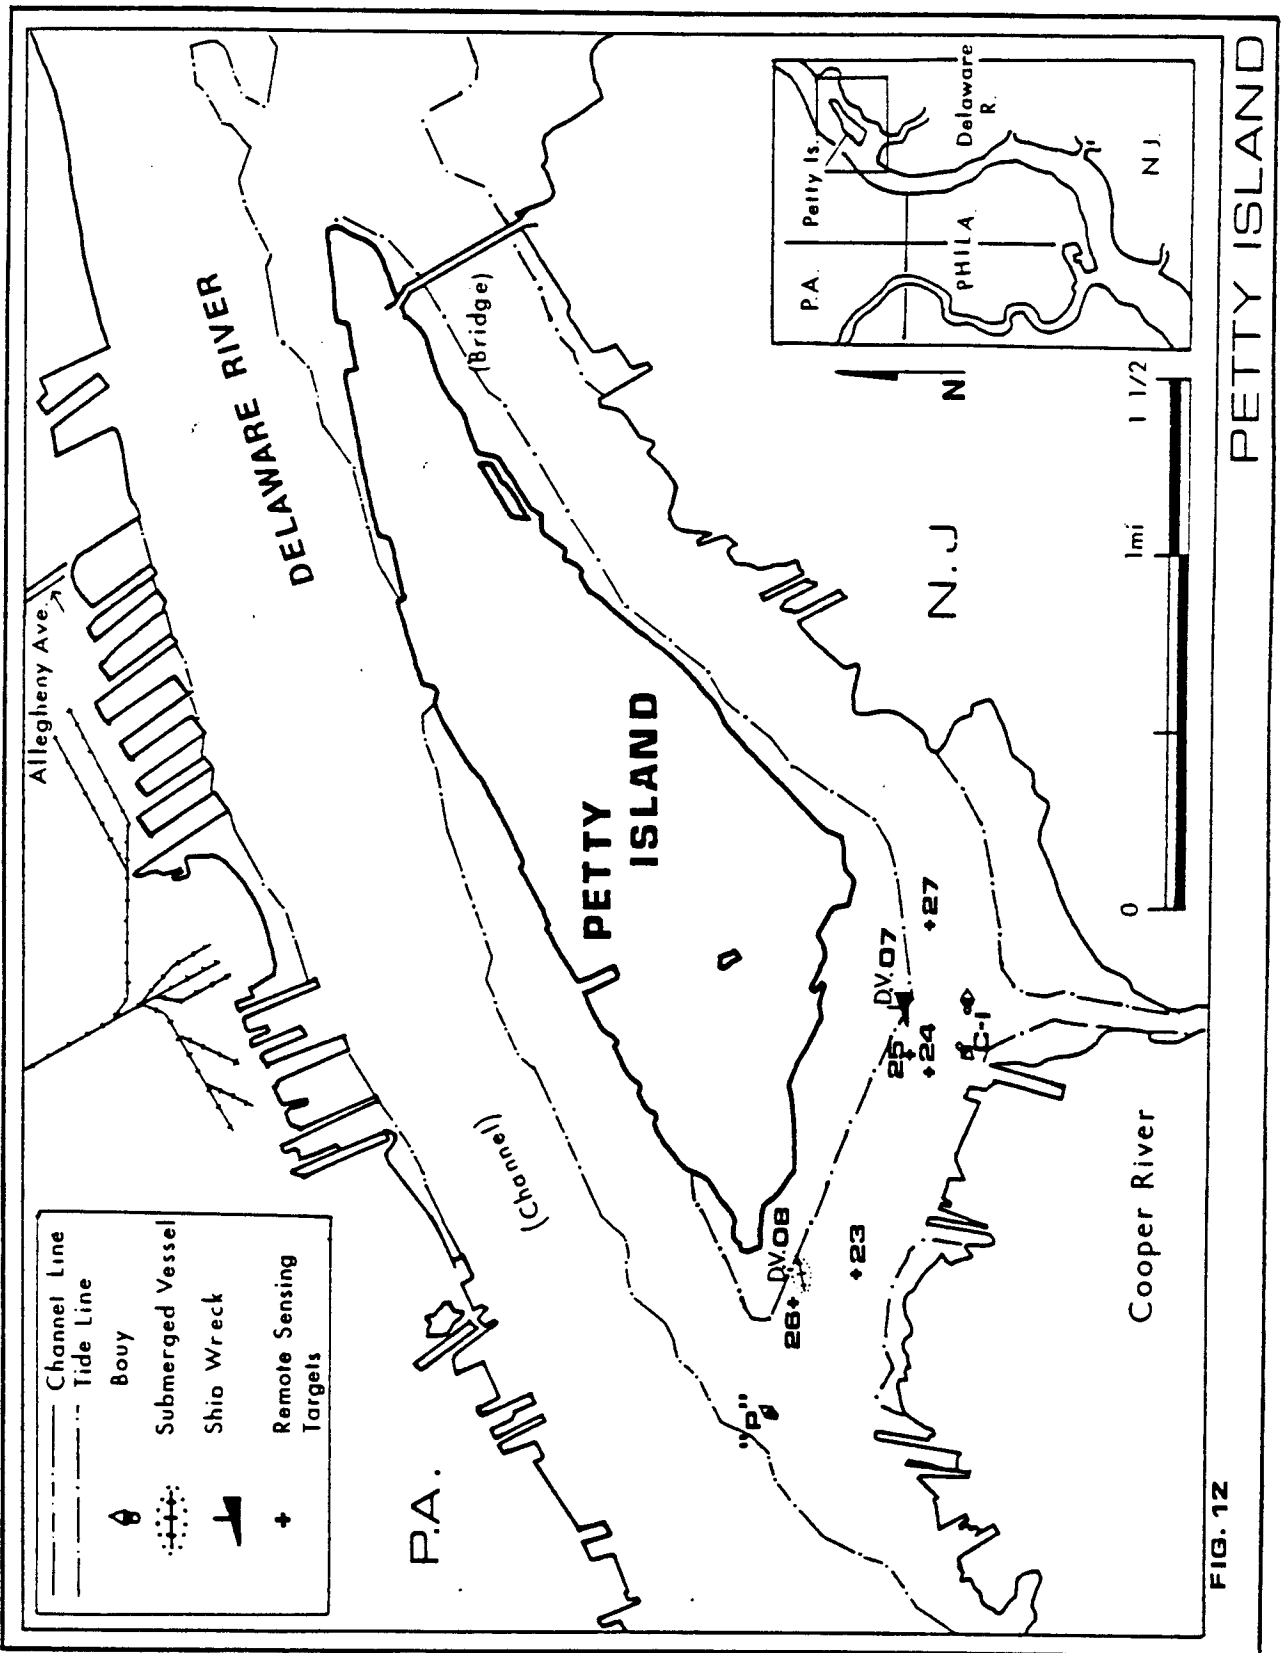 Channel Line
Tide Line
Bouy
Submerged Vessel
Ship Wreck
Remote Sensing
Targets
Allegheny Ave.
DELAWARE RIVER
(Channel)
(Bridge)
PETTY
ISLAND
P.A.
N.J
Cooper River
D.V. 07
D.V. 08
26
23
25
24
27
C-1
"P"
P.A.
Petty Is.
PHILA.
Delaware
R.
N J.
N
0
1mi
1 1/2
FIG. 12
PETTY ISLAND